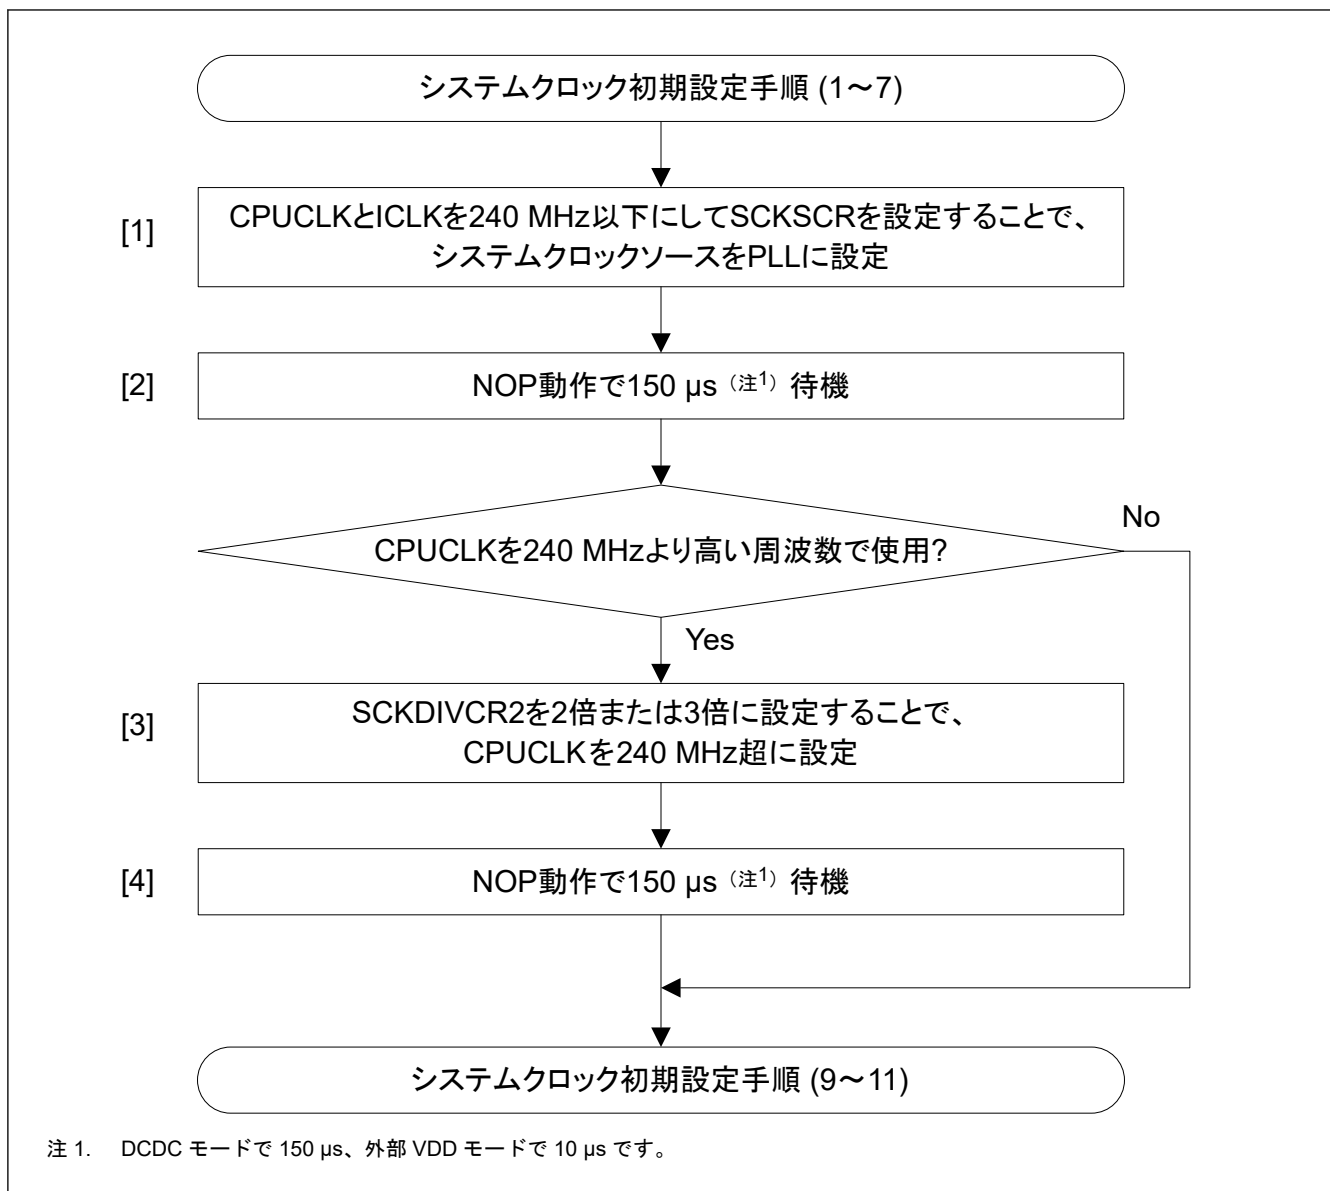 システムクロック初期設定手順 (1～7)
[1]
CPUCLKとICLKを240 MHz以下にしてSCKSCRを設定することで、
システムクロックソースをPLLに設定
[2]
NOP動作で150 µs（注1）待機
CPUCLKを240 MHzより高い周波数で使用?
No
Yes
[3]
SCKDIVCR2を2倍または3倍に設定することで、
CPUCLKを240 MHz超に設定
[4]
NOP動作で150 µs（注1）待機
システムクロック初期設定手順 (9～11)
注 1. DCDC モードで 150 µs、外部 VDD モードで 10 µs です。